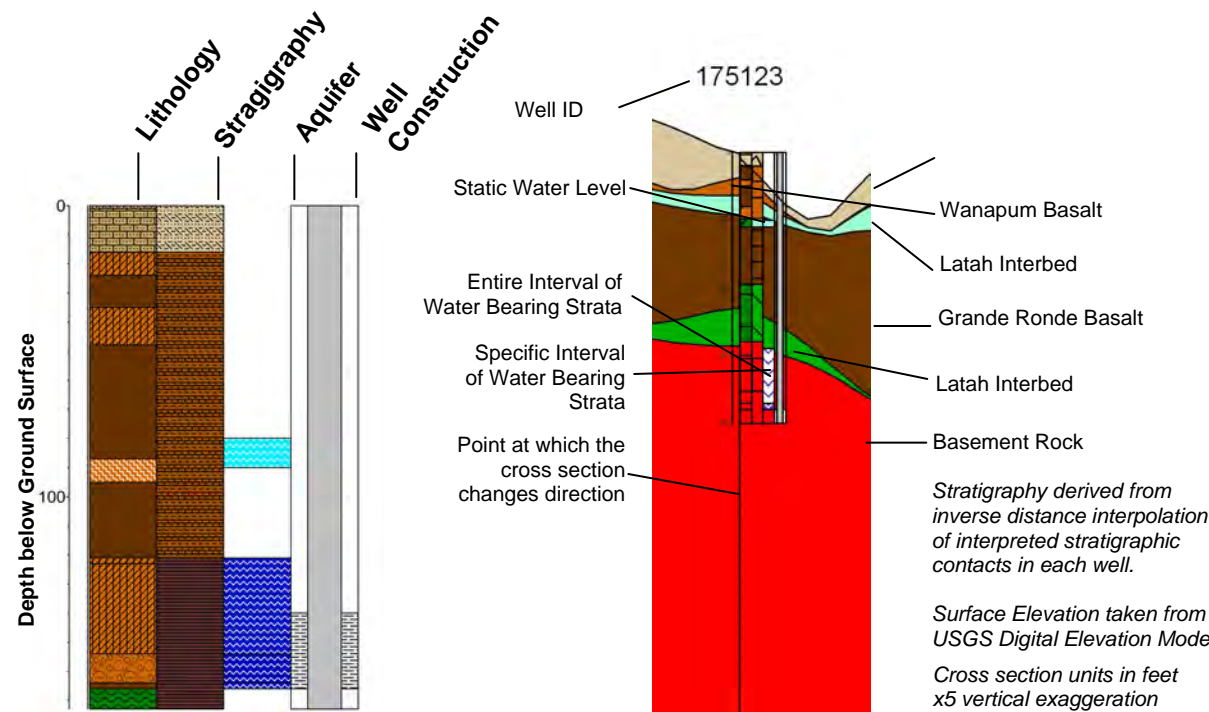 Lithology
Stragigraphy
Aquifer
Well
Construction
0
100
Depth below Ground Surface
175123
Well ID
Static Water Level
Entire Interval of
Water Bearing Strata
Specific Interval
of Water Bearing
Strata
Point at which the
cross section
changes direction
Wanapum Basalt
Latah Interbed
Grande Ronde Basalt
Latah Interbed
Basement Rock
Stratigraphy derived from
inverse distance interpolation
of interpreted stratigraphic
contacts in each well.
Surface Elevation taken from
USGS Digital Elevation Mode
Cross section units in feet
x5 vertical exaggeration